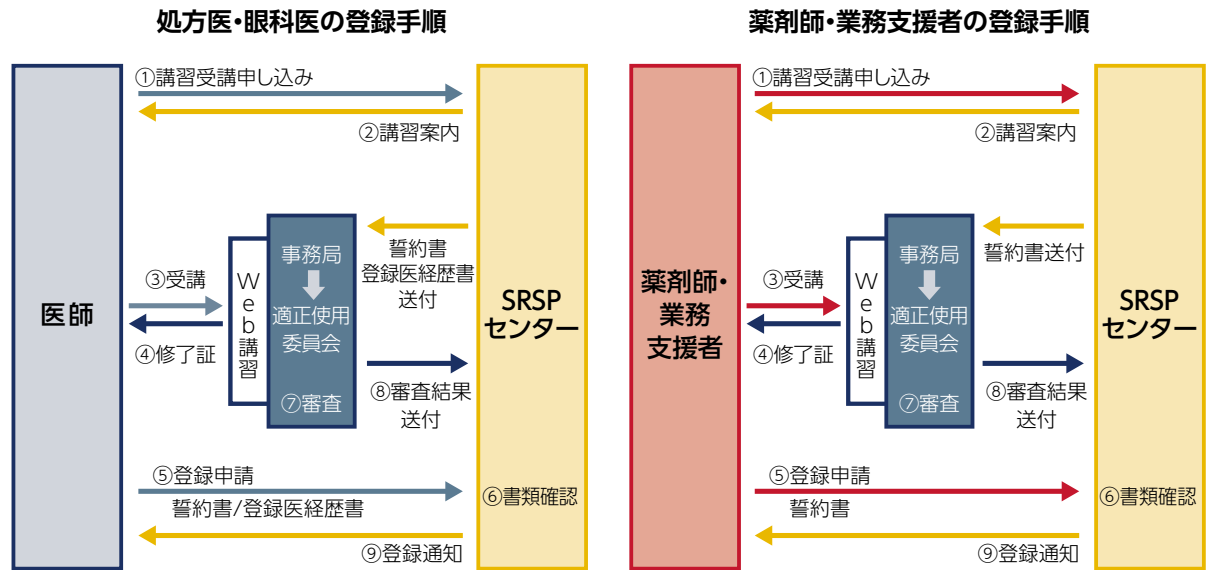 処方医・眼科医の登録手順
医師
①講習受講申し込み
②講習案内
③受講
④修了証
Web講習
事務局
適正使用
委員会
⑦審査
誓約書
登録医経歴書
送付
⑧審査結果
送付
⑤登録申請
誓約書/登録医経歴書
⑨登録通知
SRSP
センター
⑥書類確認
薬剤師・業務支援者の登録手順
薬剤師・
業務
支援者
①講習受講申し込み
②講習案内
③受講
④修了証
Web講習
事務局
適正使用
委員会
⑦審査
誓約書送付
⑧審査結果
送付
⑤登録申請
誓約書
⑨登録通知
SRSP
センター
⑥書類確認